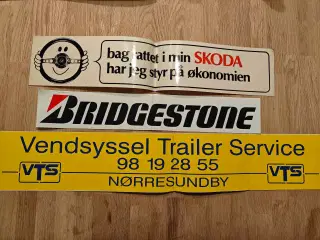 bag rattet i min SKODA
har jeg styr på økonomien
BRIDGESTONE
Vendsyssel Trailer Service
98 19 28 55
VTS
VTS
NØRRESUNDBY